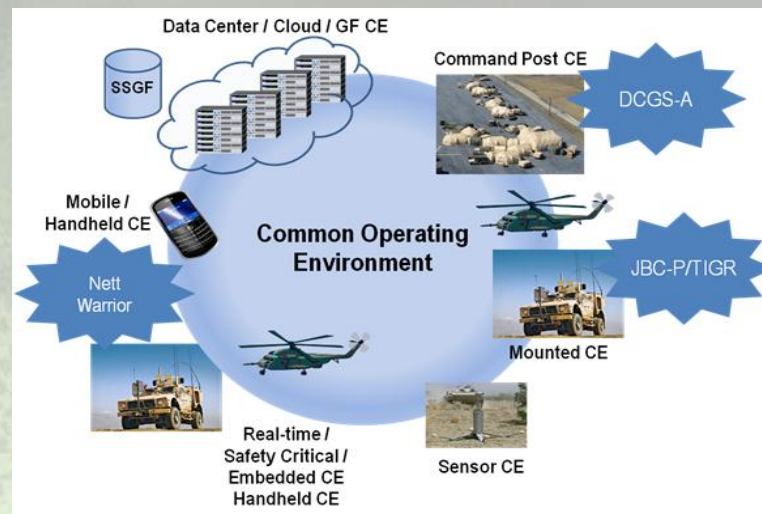 Data Center / Cloud / GF CE
SSGF
Command Post CE
DCGS-A
Mobile /
Handheld CE
Nett
Warrior
Common Operating
Environment
JBC-P/TIGR
Mounted CE
Real-time /
Safety Critical /
Embedded CE
Handheld CE
Sensor CE